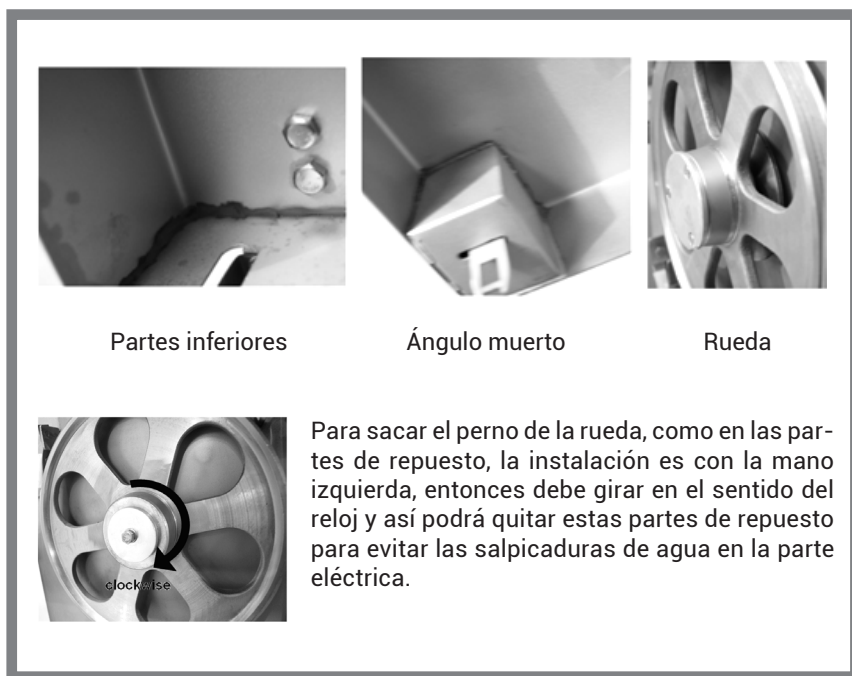 Partes inferiores
Ángulo muerto
Rueda
Para sacar el perno de la rueda, como en las par-
tes de repuesto, la instalación es con la mano
izquierda, entonces debe girar en el sentido del
reloj y así podrá quitar estas partes de repuesto
para evitar las salpicaduras de agua en la parte
eléctrica.
clockwise